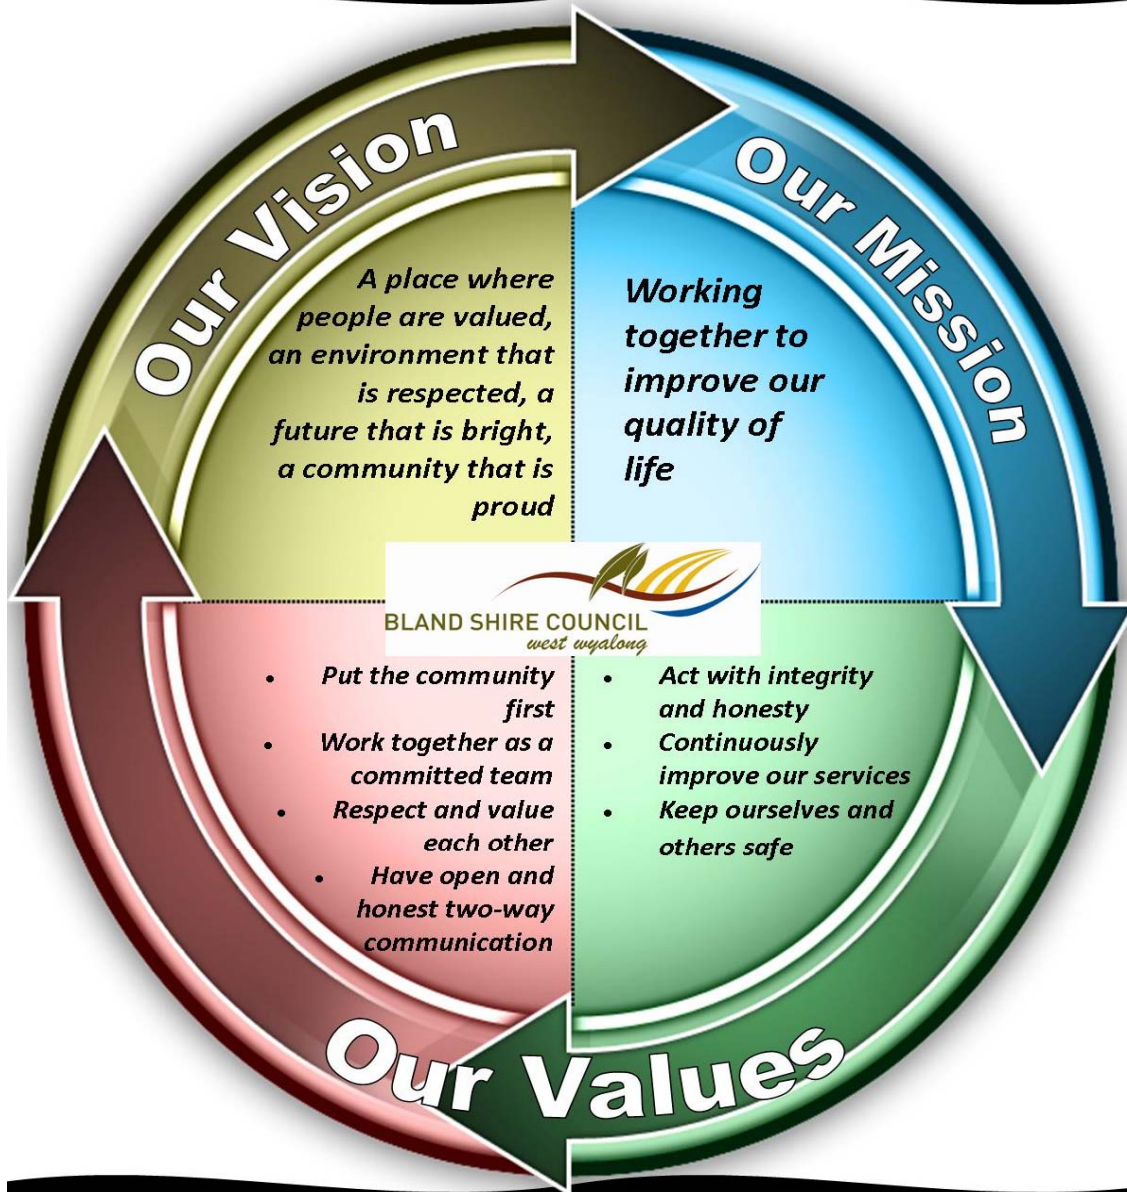 Our Vision
A place where
people are valued,
an environment that
is respected, a
future that is bright,
a community that is
proud
Our Mission
Working
together to
improve our
quality of
life
BLAND SHIRE COUNCIL
west wyalong
• Put the community
first
• Work together as a
committed team
• Respect and value
each other
• Have open and
honest two-way
communication
• Act with integrity
and honesty
• Continuously
improve our services
• Keep ourselves and
others safe
Our Values